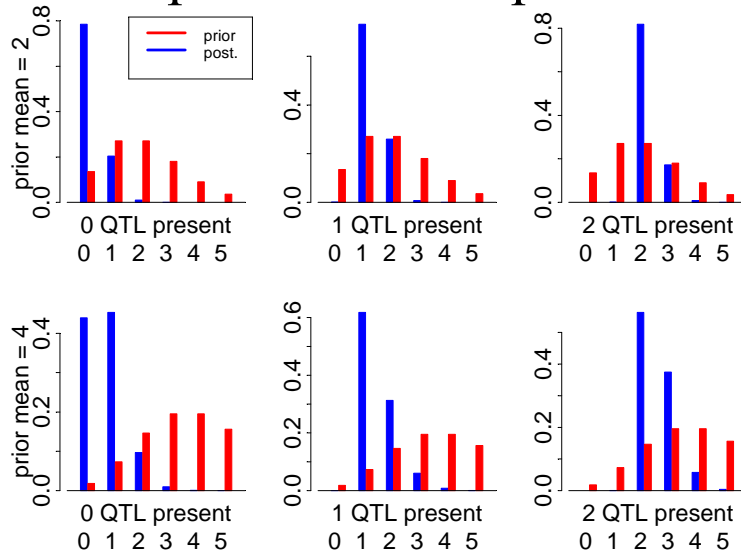 prior
post.
prior mean = 2
0.0 0.4 0.8
0 QTL present
0 1 2 3 4 5
0.0 0.4
1 QTL present
0 1 2 3 4 5
0.0 0.4 0.8
2 QTL present
0 1 2 3 4 5
prior mean = 4
0.0 0.2 0.4
0 QTL present
0 1 2 3 4 5
0.0 0.2 0.4 0.6
1 QTL present
0 1 2 3 4 5
0.0 0.2 0.4
2 QTL present
0 1 2 3 4 5